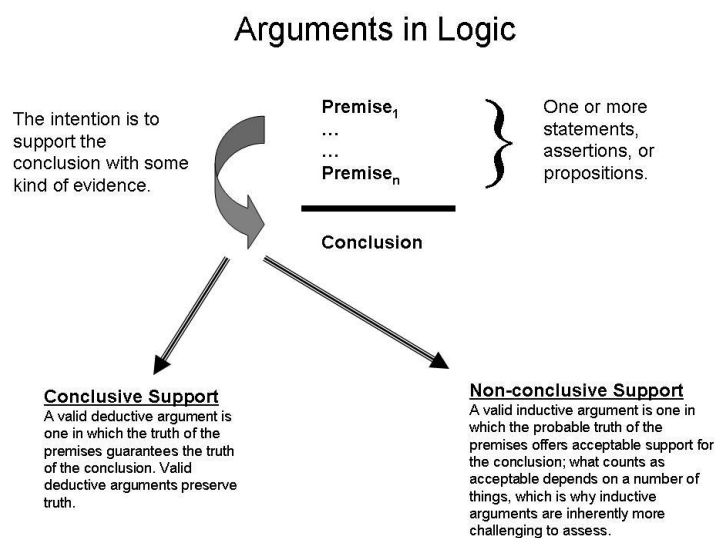 Arguments in Logic
The intention is to
support the
conclusion with some
kind of evidence.
Premise1
...
...
Premisen
One or more
statements,
assertions, or
propositions.
Conclusion
Conclusive Support
A valid deductive argument is
one in which the truth of the
premises guarantees the truth
of the conclusion. Valid
deductive arguments preserve
truth.
Non-conclusive Support
A valid inductive argument is one in
which the probable truth of the
premises offers acceptable support for
the conclusion; what counts as
acceptable depends on a number of
things, which is why inductive
arguments are inherently more
challenging to assess.